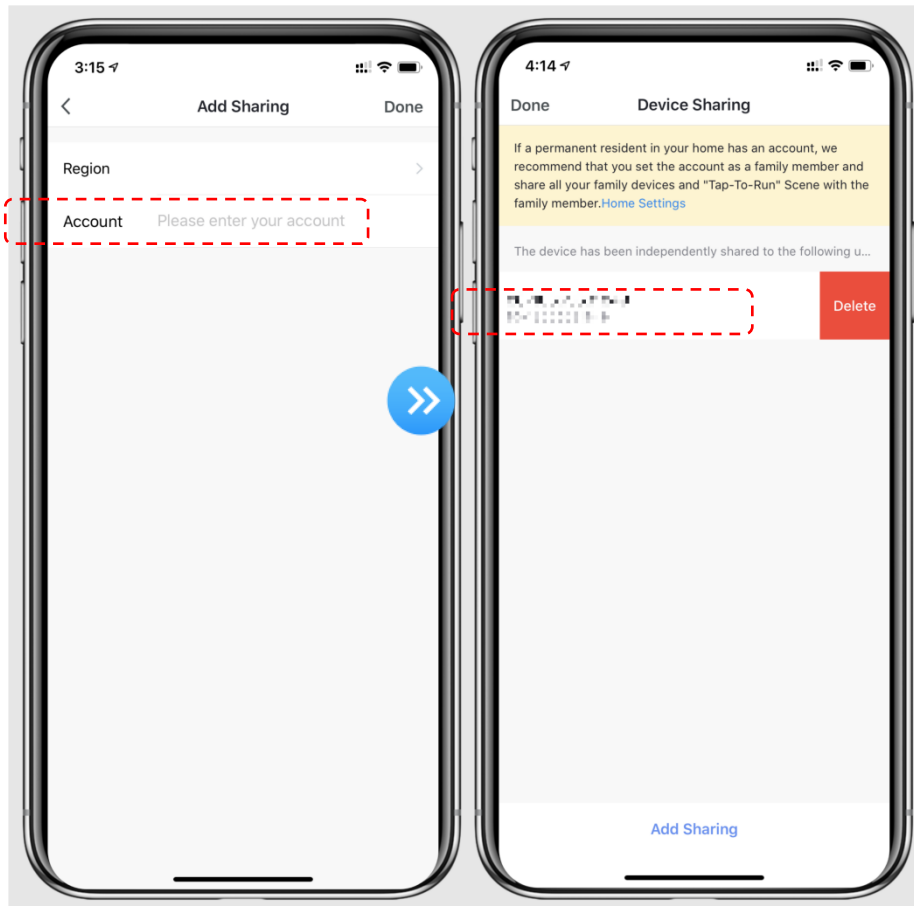 3:15
Add Sharing
Done
Region
Account
Please enter your account
4:14
Done
Device Sharing
If a permanent resident in your home has an account, we
recommend that you set the account as a family member and
share all your family devices and "Tap-To-Run" Scene with the
family member.Home Settings
The device has been independently shared to the following u...
Delete
Add Sharing